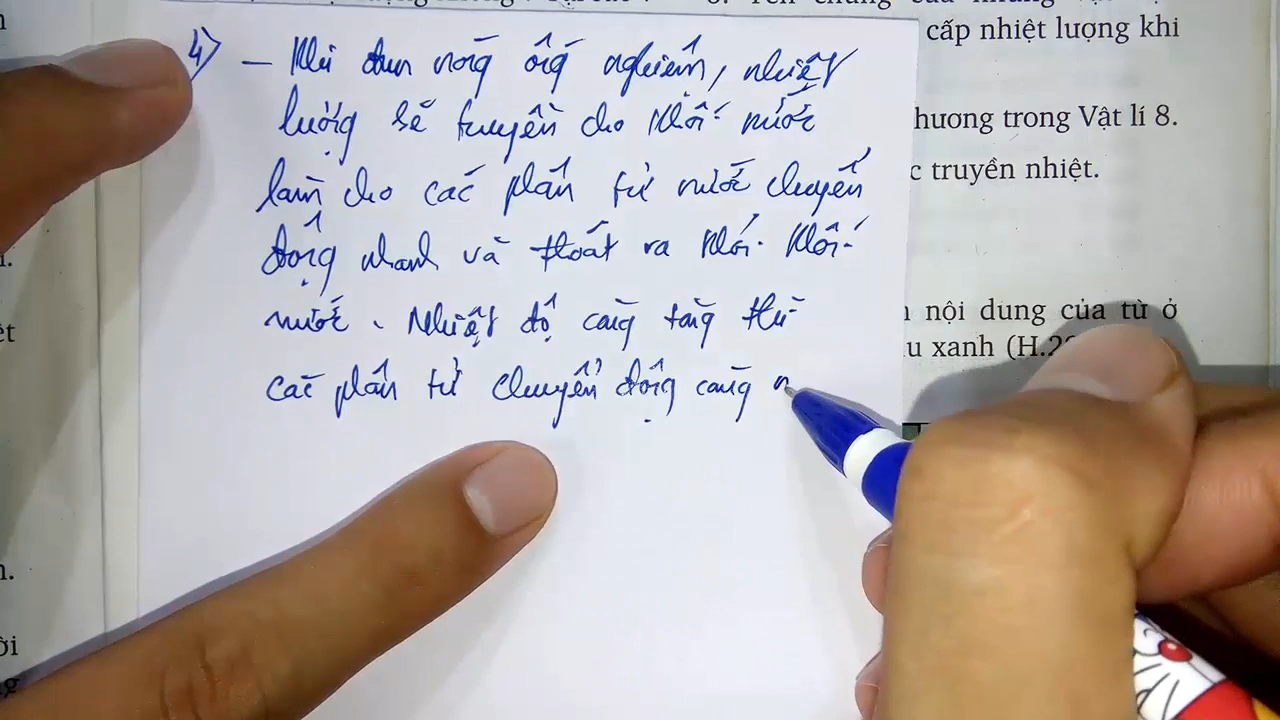 cấp nhiệt lượng khi
4) - Khi đun nóng ống nghiệm, nhiệt
lượng sẽ truyền cho khối nước
làm cho các phân tử nước chuyển
động nhanh và thoát ra khỏi khối
nước. Nhiệt độ càng tăng thì
các phân tử chuyển động càng n
hương trong Vật lí 8.
c truyền nhiệt.
nội dung của từ ở
u xanh (H.29